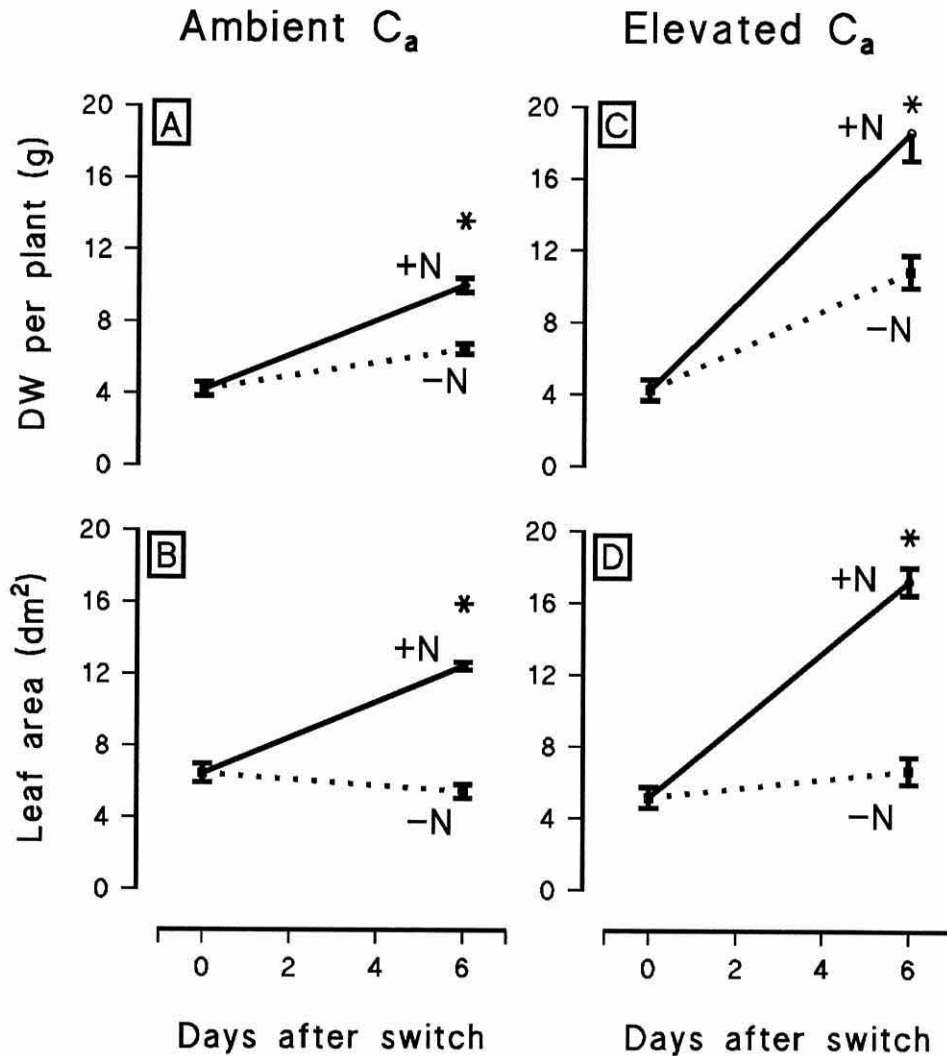 Ambient Ca
Elevated Ca
DW per plant (g)
20
16
12
8
4
0
A
*
+N
−N
20
16
12
8
4
0
C
*
+N
−N
Leaf area (dm²)
20
16
12
8
4
0
B
*
+N
−N
20
16
12
8
4
0
D
*
+N
−N
0 2 4 6
Days after switch
0 2 4 6
Days after switch